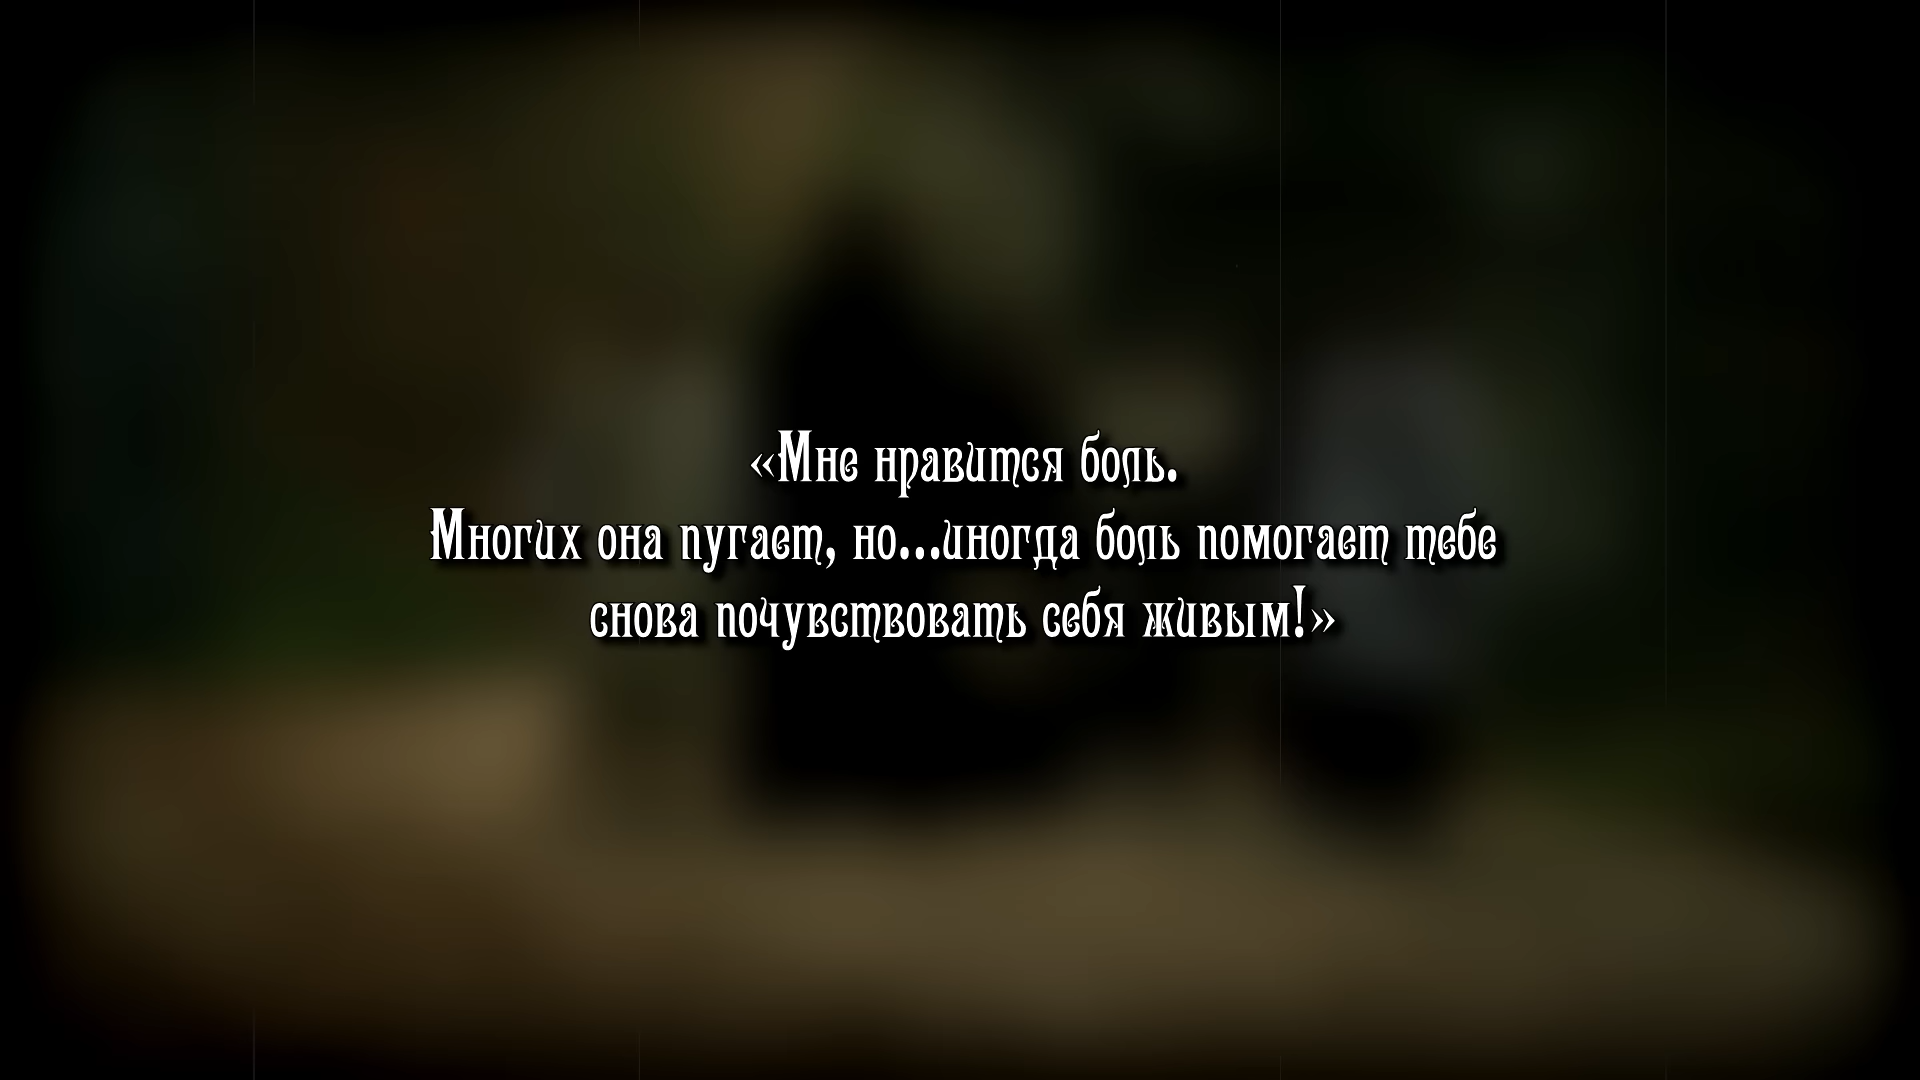 «Мне нравится боль.
Многих она пугает, но...иногда боль помогает тебе
снова почувствовать себя живым!»